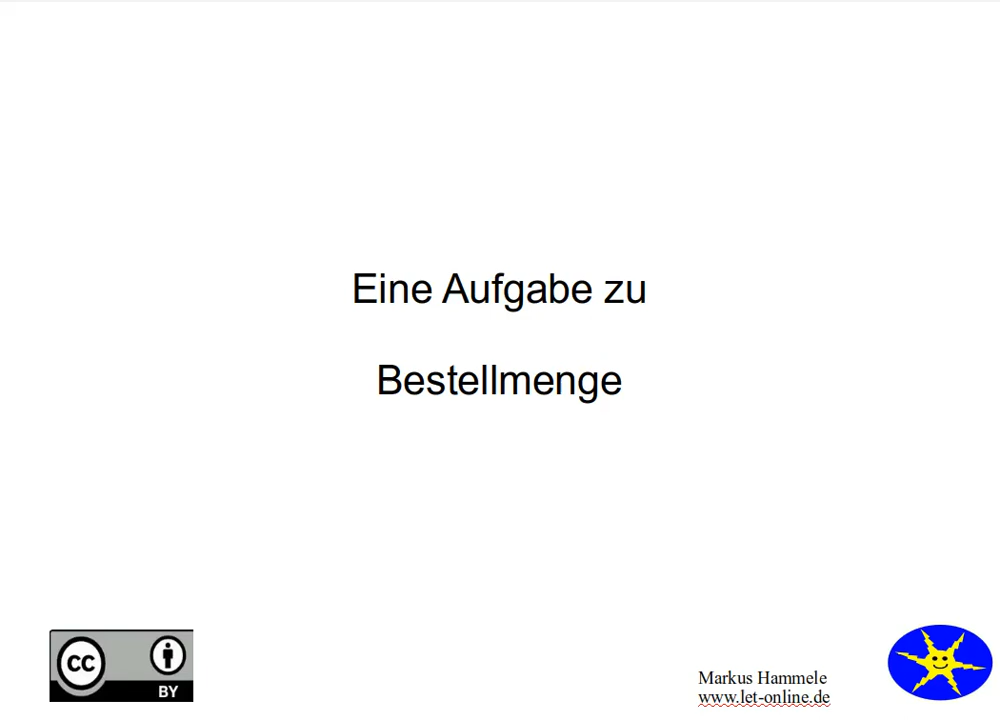 Eine Aufgabe zu
Bestellmenge
cc
BY
Markus Hammele
www.let-online.de